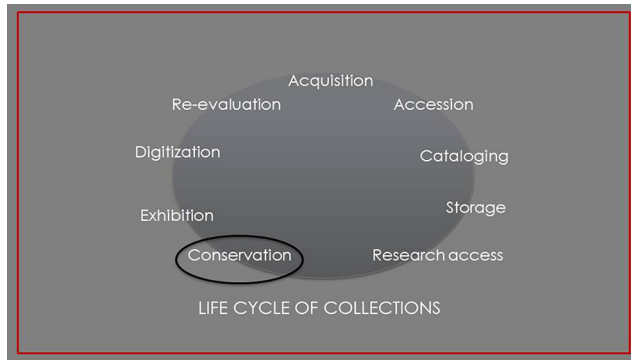 Acquisition
Re-evaluation
Accession
Digitization
Cataloging
Storage
Exhibition
Conservation
Research access
LIFE CYCLE OF COLLECTIONS